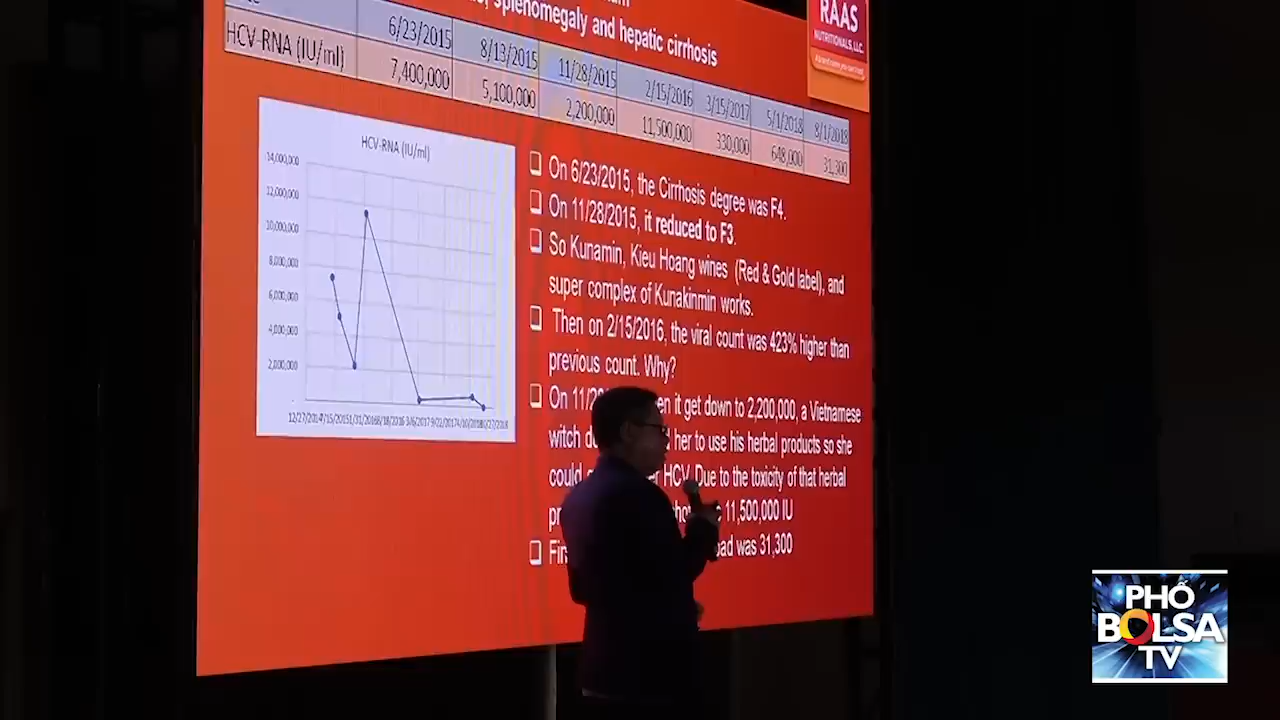 splenomegaly and hepatic cirrhosis
RAAS
NUTRITIONALS, LLC.
6/23/2015 8/13/2015 11/28/2015 2/15/2016 3/15/2017 5/1/2018 8/1/2018
HCV-RNA (IU/ml) 7,400,000 5,100,000 2,200,000 11,500,000 330,000 648,000 31,300
HCV-RNA (IU/ml)
14,000,000
12,000,000
10,000,000
8,000,000
6,000,000
4,000,000
2,000,000
On 6/23/2015, the Cirrhosis degree was F4.
On 11/28/2015, it reduced to F3.
So Kunamin, Kieu Hoang wines (Red & Gold label), and
super complex of Kunakinmin works.
Then on 2/15/2016, the viral count was 423% higher than
previous count. Why?
On it get down to 2,200,000, a Vietnamese
witch her to use his herbal products so she
could HCV. Due to the toxicity of that herbal
11,500,000 IU
was 31,300
PHỐ
BOLSA
TV